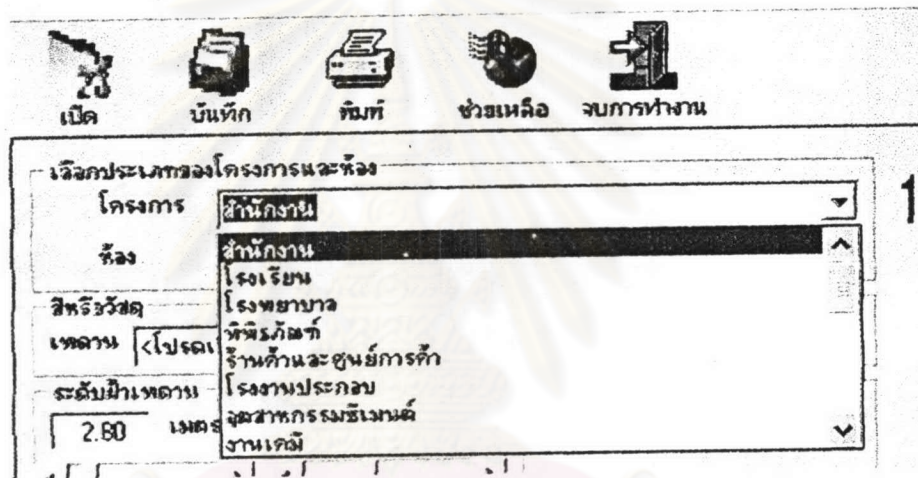 เปิด บันทึก พิมพ์ ช่วยเหลือ จบการทำงาน
เลือกประเภทของโครงการและห้อง
โครงการ สำนักงาน
1
ห้อง สำนักงาน
โรงเรียน
สีหรือวัสดุ โรงพยาบาล
พิพิธภัณฑ์
เพดาน <โปรดเ ร้านค้าและศูนย์การค้า
ระดับฝ้าเพดาน โรงงานประกอบ
2.80 เมตร อุตสาหกรรมซีเมนต์
งานเคมี